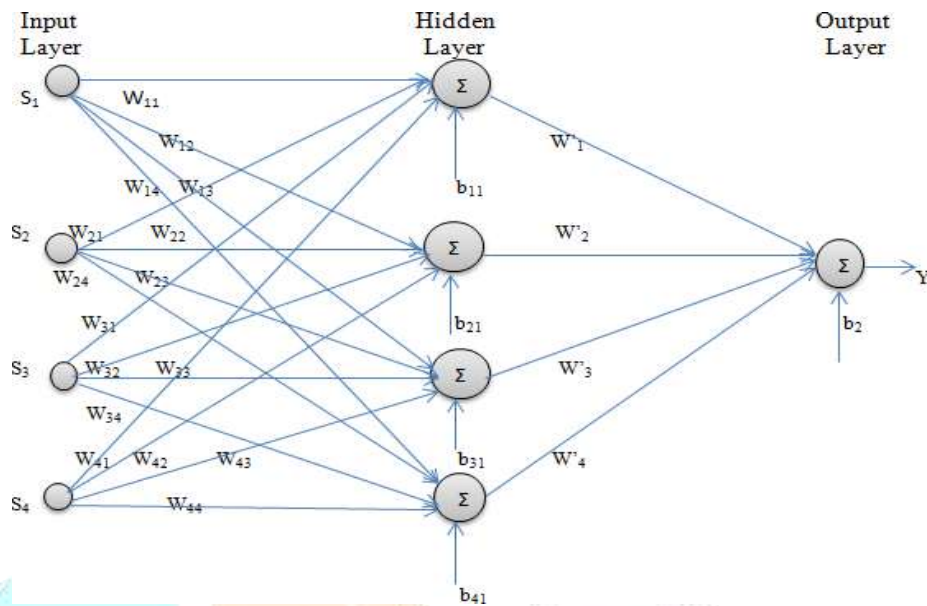 Input
Layer
Hidden
Layer
Output
Layer
S₁
Σ
W₁₁
W₁₂
W'₁
W₁₄
W₁₃
b₁₁
S₂
W₂₁
W₂₂
Σ
W'₂
Σ
Y
W₂₄
W₂₃
W₃₁
b₂₁
b₂
S₃
W₃₂
W₃₃
Σ
W'₃
W₃₄
W₄₁
W₄₂
W₄₃
b₃₁
W'₄
S₄
W₄₄
Σ
b₄₁